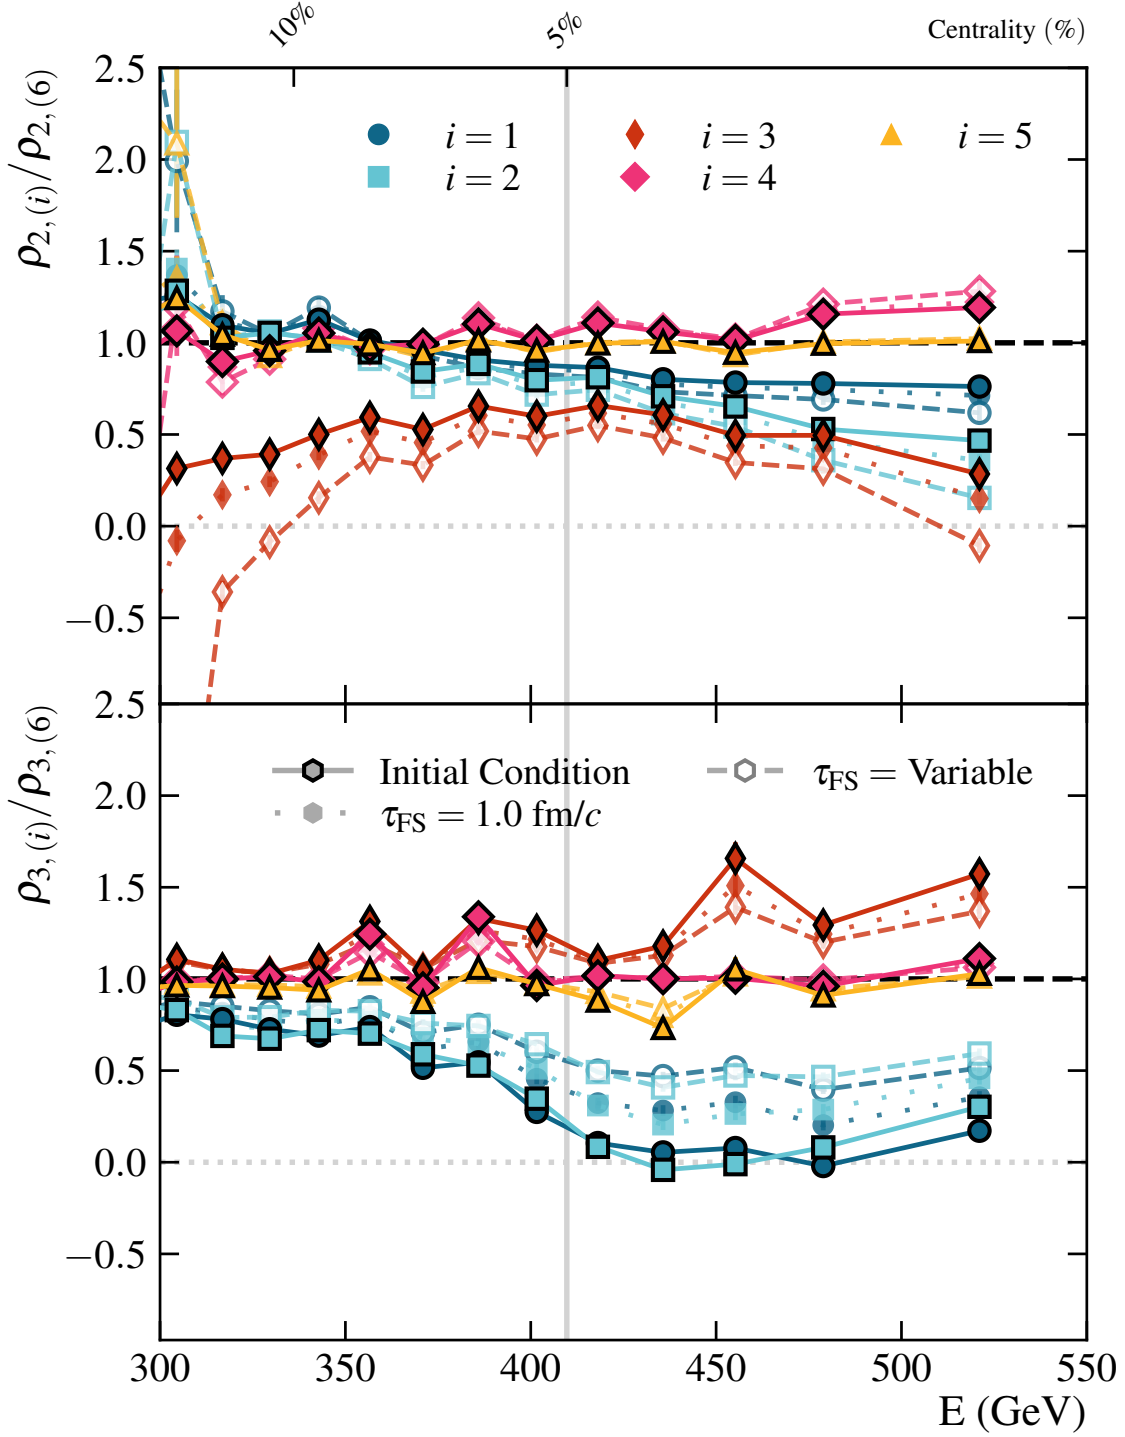 10%
5%
Centrality (%)
ρ2,(i)/ρ2,(6)
2.5
2.0
1.5
1.0
0.5
0.0
−0.5
i = 1
i = 2
i = 3
i = 4
i = 5
ρ3,(i)/ρ3,(6)
2.5
2.0
1.5
1.0
0.5
0.0
−0.5
Initial Condition
τFS = 1.0 fm/c
τFS = Variable
300
350
400
450
500
550
E (GeV)